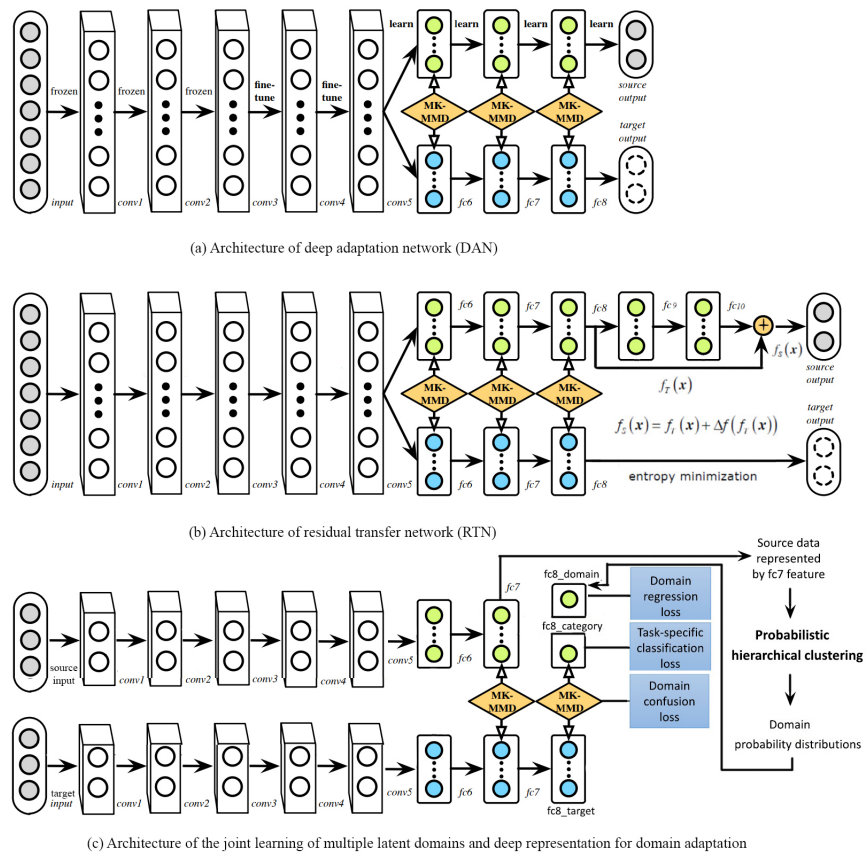 learn learn learn learn
frozen frozen frozen fine-
tune fine-
tune
MK-
MMD
MK-
MMD
MK-
MMD
source
output
target
output
input conv1 conv2 conv3 conv4 conv5 fc6 fc7 fc8
(a) Architecture of deep adaptation network (DAN)
fc6 fc7 fc8 fc9 fc10
+
f_S(x)
source
output
f_T(x)
MK-
MMD
MK-
MMD
MK-
MMD
target
output
f_S(x) = f_t(x) + Δf(f_t(x))
entropy minimization
input conv1 conv2 conv3 conv4 conv5 fc6 fc7 fc8
(b) Architecture of residual transfer network (RTN)
Source data
represented
by fc7 feature
fc7
fc8_domain
Domain
regression
loss
fc8_category
Task-specific
classification
loss
Probabilistic
hierarchical clustering
source
input conv1 conv2 conv3 conv4 conv5 fc6
MK-
MMD
MK-
MMD
Domain
confusion
loss
Domain
probability distributions
target
input conv1 conv2 conv3 conv4 conv5 fc6 fc7
fc8_target
(c) Architecture of the joint learning of multiple latent domains and deep representation for domain adaptation